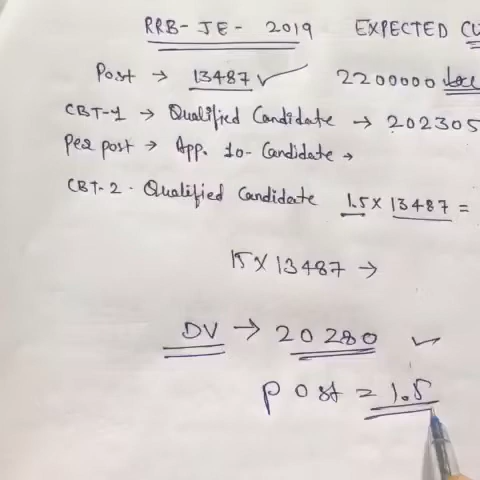 RRB- JE - 2019 EXPECTED CU
Post → 13487 ✓ 2200000
CBT-1 → Qualified Candidate → 202305
Per post → App. 10- Candidate →
CBT-2 - Qualified Candidate 1.5 x 13487 =
15 x 13487 →
DV → 20280 ✓
post = 1.5